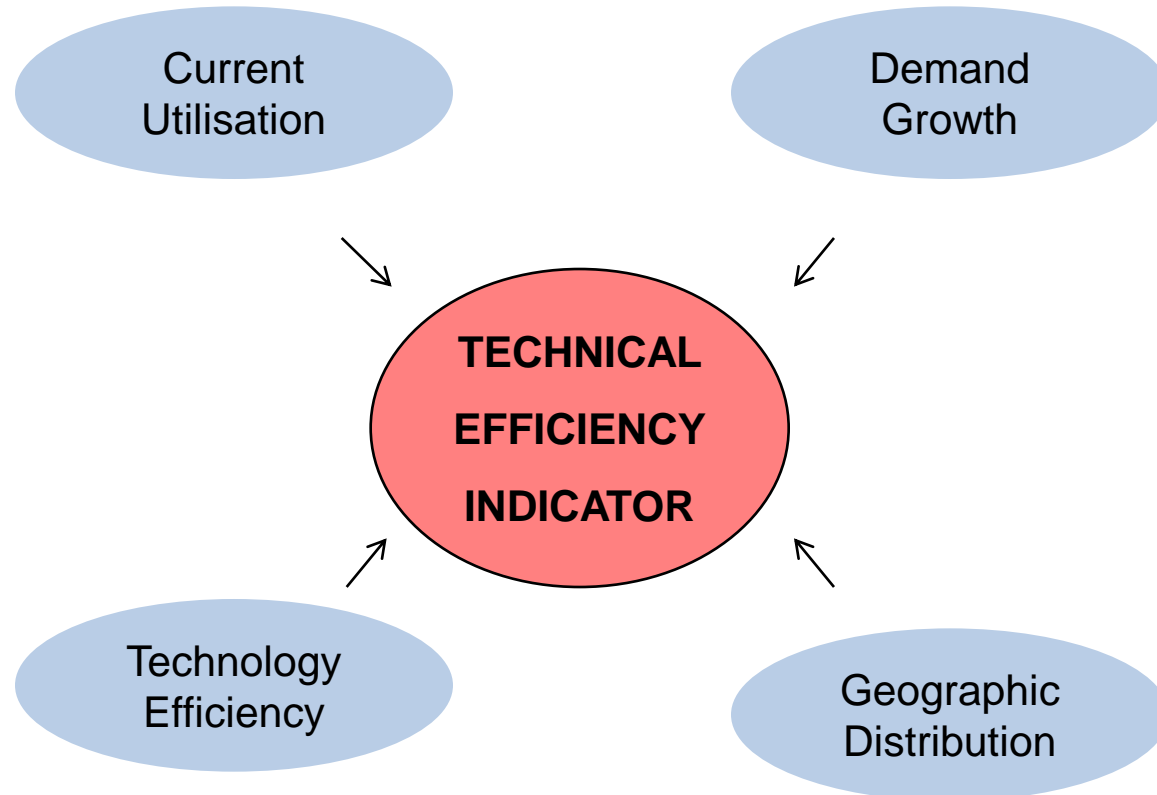 Current
Utilisation
Demand
Growth
TECHNICAL
EFFICIENCY
INDICATOR
Technology
Efficiency
Geographic
Distribution